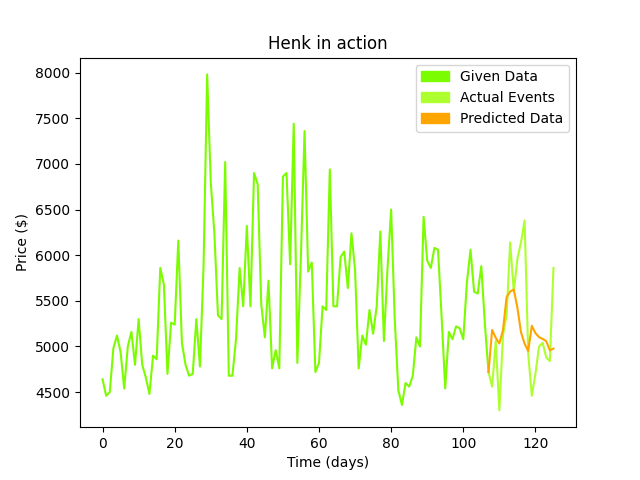 Henk in action
Given Data
Actual Events
Predicted Data
Price ($)
8000
7500
7000
6500
6000
5500
5000
4500
0 20 40 60 80 100 120
Time (days)